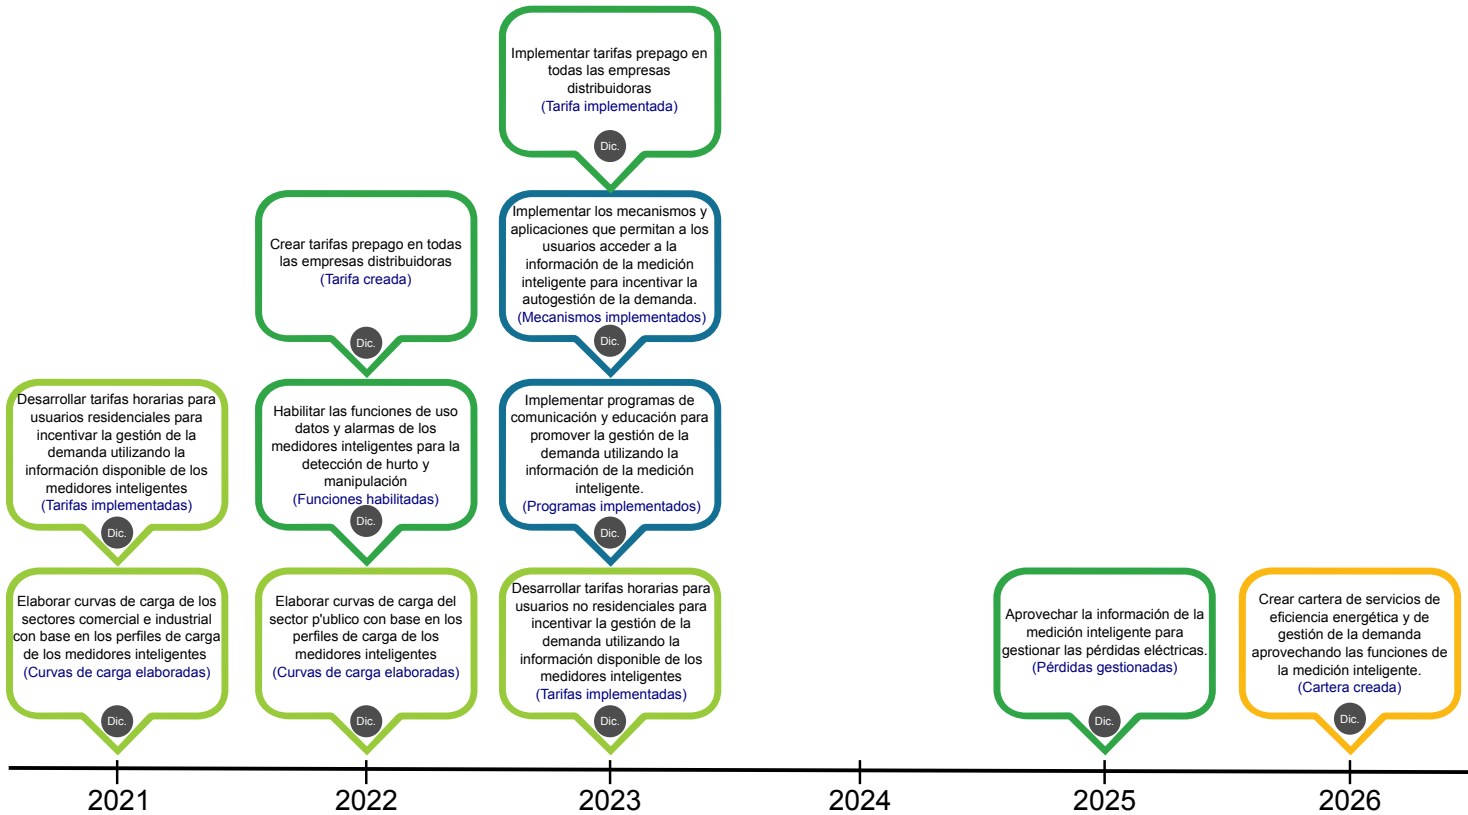 Implementar tarifas prepago en
todas las empresas
distribuidoras
(Tarifa implementada)
Dic.
Crear tarifas prepago en todas
las empresas distribuidoras
(Tarifa creada)
Dic.
Implementar los mecanismos y
aplicaciones que permitan a los
usuarios acceder a la
información de la medición
inteligente para incentivar la
autogestión de la demanda.
(Mecanismos implementados)
Dic.
Desarrollar tarifas horarias para
usuarios residenciales para
incentivar la gestión de la
demanda utilizando la
información disponible de los
medidores inteligentes
(Tarifas implementadas)
Dic.
Habilitar las funciones de uso
datos y alarmas de los
medidores inteligentes para la
detección de hurto y
manipulación
(Funciones habilitadas)
Dic.
Implementar programas de
comunicación y educación para
promover la gestión de la
demanda utilizando la
información de la medición
inteligente.
(Programas implementados)
Dic.
Elaborar curvas de carga de los
sectores comercial e industrial
con base en los perfiles de carga
de los medidores inteligentes
(Curvas de carga elaboradas)
Dic.
Elaborar curvas de carga del
sector p'ublico con base en los
perfiles de carga de los
medidores inteligentes
(Curvas de carga elaboradas)
Dic.
Desarrollar tarifas horarias para
usuarios no residenciales para
incentivar la gestión de la
demanda utilizando la
información disponible de los
medidores inteligentes
(Tarifas implementadas)
Dic.
Aprovechar la información de la
medición inteligente para
gestionar las pérdidas eléctricas.
(Pérdidas gestionadas)
Dic.
Crear cartera de servicios de
eficiencia energética y de
gestión de la demanda
aprovechando las funciones de
la medición inteligente.
(Cartera creada)
Dic.
2021
2022
2023
2024
2025
2026